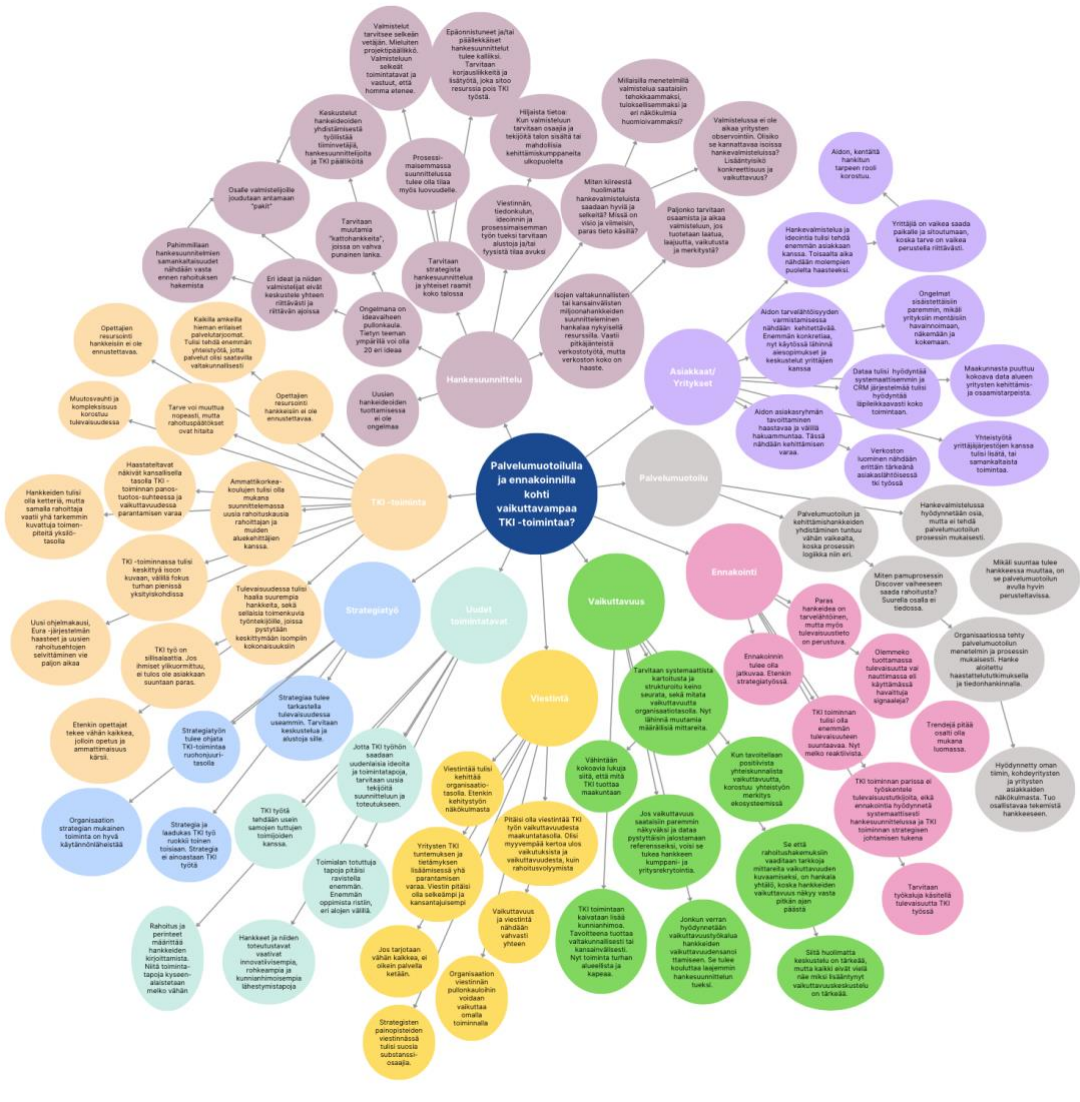 Valmistelut
tarvitsee selkeän
vetäjän. Mieluiten
projektipäällikkö.
Valmisteluun
selkeät
toimintatavat ja
vastuut, että
homma etenee.
Epäonnistuneet ja/tai
päällekkäiset
hankesuunnittelut
tulee kalliiksi.
Tarvitaan
korjausliikkeitä ja
lisätyötä, joka sitoo
resurssia pois TKI
työstä.
Keskustelut
hankeideoiden
yhdistämisestä
työllistää
tiiminvetäjiä,
hankesuunnittelijoita
ja TKI päälliköitä
Hiljaista tietoa:
Kun valmisteluun
tarvitaan osaajia ja
tekijöitä talon sisältä tai
mahdollisia
kehittämiskumppaneita
ulkopuolelta
Millaisilla menetelmillä
valmistelua saataisiin
tehokkaammaksi,
tuloksellisemmaksi ja
eri näkökulmia
huomioivammaksi?
Valmistelussa ei ole
aikaa yritysten
observointiin. Olisiko
se kannattavaa isoissa
hankevalmisteluissa?
Lisääntyisikö
konkreettisuus ja
vaikuttavuus?
Prosessi-
maisemmassa
suunnittelussa
tulee olla tilaa
myös luovuudelle.
Osalle valmistelijoille
joudutaan antamaan
"pakit"
Pahimmillaan
hankesuunnitelmien
samankaltaisuudet
nähdään vasta
ennen rahoituksen
hakemista
Eri ideat ja niiden
valmistelijat eivät
keskustele yhteen
riittävästi ja
riittävän ajoissa
Tarvitaan
muutamia
"kattohankkeita",
joissa on vahva
punainen lanka.
Ongelmana on
ideavaiheen
pullonkaula.
Tietyn teeman
ympärillä voi olla
20 eri ideaa
Tarvitaan
strategista
hankesuunnittelua
ja yhteiset raamit
koko talossa
Viestinnän,
tiedonkulun,
ideoinnin ja
prosessimaisemman
työn tueksi tarvitaan
alustoja ja/tai
fyysistä tilaa avuksi
Miten kiireestä
huolimatta
hankevalmisteluista
saadaan hyviä ja
selkeitä? Missä on
visio ja viimeisin,
paras tieto käsillä?
Paljonko tarvitaan
osaamista ja aikaa
valmisteluun, jos
tuotetaan laatua,
laajuutta, vaikutusta
ja merkitystä?
Isojen valtakunnallisten
tai kansainvälisten
miljoonahankkeiden
suunnitteleminen
hankalaa nykyisellä
resurssilla. Vaatii
pitkäjänteistä
verkostotyötä, mutta
verkoston koko on
haaste.
Hankesuunnittelu
Uusien
hankeideoiden
tuottamisessa
ei ole
ongelmaa
Aidon, kentältä
hankitun
tarpeen rooli
korostuu.
Yrittäjiä on vaikea saada
paikalle ja sitoutumaan,
koska tarve on vaikea
perustella riittävästi.
Hankevalmistelua ja
ideointia tulisi tehdä
enemmän asiakkaan
kanssa. Toisaalta aika
nähdään molempien
puolelta haasteeksi.
Ongelmat
sisäistettäisiin
paremmin, mikäli
yrityksiin mentäisiin
havainnoimaan,
näkemään ja
kokemaan.
Aidon tarvelähtöisyyden
varmistamisessa
nähdään kehitettävää.
Enemmän konkretiaa,
nyt käytössä lähinnä
aiesopimukset ja
keskustelut yrittäjien
kanssa
Asiakkaat/
Yritykset
Dataa tulisi hyödyntää
systemaattisemmin ja
CRM järjestelmää tulisi
hyödyntää
läpileikkaavasti koko
toimintaan.
Maakunnasta puuttuu
kokoava data alueen
yritysten kehittämis-
ja osaamistarpeista.
Aidon asiakasryhmän
tavoittaminen
haastavaa ja välillä
hakuammuntaa. Tässä
nähdään kehittämisen
varaa.
Verkoston
luominen nähdään
erittäin tärkeänä
asiakaslähtöisessä
tki työssä
Yhteistyötä
yrittäjäjärjestöjen kanssa
tulisi lisätä, tai
samankaltaista
toimintaa.
Opettajien
resursointi
hankkeisiin ei ole
ennustettavaa.
Kaikilla amkeilla
hieman erilaiset
palvelutarjoomat.
Tulisi tehdä enemmän
yhteistyötä, jotta
palvelut olisi saatavilla
valtakunnallisesti
Muutosvauhti ja
kompleksisuus
korostuu
tulevaisuudessa
Tarve voi muuttua
nopeasti, mutta
rahoituspäätökset
ovat hitaita
Opettajien
resursointi
hankkeisiin ei ole
ennustettavaa.
Haastateltavat
näkivät kansallisella
tasolla TKI -
toiminnan panos-
tuotos-suhteessa ja
vaikuttavuudessa
parantamisen varaa
Ammattikorkea-
koulujen tulisi olla
mukana
suunnittelemassa
uusia rahoituskausia
rahoittajan ja
muiden
aluekehittäjien
kanssa.
Hankkeiden tulisi
olla ketteriä, mutta
samalla rahoittaja
vaatii yhä tarkemmin
kuvattuja toimen-
piteitä yksilö-
tasolla
TKI -toiminta
TKI -toiminnassa tulisi
keskittyä isoon
kuvaan, välillä fokus
turhan pienissä
yksityiskohdissa
Tulevaisuudessa tulisi
haalia suurempia
hankkeita, sekä
sellaisia toimenkuvia
työntekijöille, joissa
pystytään
keskittymään isompiin
kokonaisuuksiin
Uusi ohjelmakausi,
Eura -järjestelmän
haasteet ja uusien
rahoitusehtojen
selvittäminen vie
paljon aikaa
TKI työ on
sillisalaattia. Jos
ihmiset ylikuormittuu,
ei tulos ole asiakkaan
suuntaan paras.
Etenkin opettajat
tekee vähän kaikkea,
jolloin opetus ja
ammattimaisuus
kärsii.
Palvelumuotoilulla
ja ennakoinnilla
kohti
vaikuttavampaa
TKI -toimintaa?
Palvelumuotoilu
Hankevalmistelussa
hyödynnetään osia,
mutta ei tehdä
palvelumuotoilun
prosessin mukaisesti.
Palvelumuotoilun ja
kehittämishankkeiden
yhdistäminen tuntuu
vähän vaikealta,
koska prosessin
logiikka niin eri.
Miten pamuprosessin
Discover vaiheeseen
saada rahoitusta?
Suurella osalla ei
tiedossa.
Mikäli suuntaa tulee
hankkeessa muuttaa, on
se palvelumuotoilun
avulla hyvin
perusteltavissa.
Organisaatiossa tehty
palvelumuotoilun
menetelmin ja prosessin
mukaisesti. Hanke
aloitettu
haastattelututkimuksella
ja tiedonhankinnalla.
Hyödynnetty oman
tiimin, kohdeyritysten
ja yritysten
asiakkaiden
näkökulmasta. Tuo
osallistavaa tekemistä
hankkeeseen.
Ennakointi
Paras
hankeidea on
tarvelähtöinen,
mutta myös
tulevaisuustieto
on perustuva.
Ennakoinnin
tulee olla
jatkuvaa. Etenkin
strategiatyössä.
Olemmeko
tuottamassa
tulevaisuutta vai
nauttimassa eli
käyttämässä
havaittuja
signaaleja?
TKI toiminnan
tulisi olla
enemmän
tulevaisuuteen
suuntaavaa. Nyt
melko reaktiivista.
Trendejä pitää
osalti olla
mukana
luomassa.
TKI toiminnan parissa ei
työskentele
tulevaisuustutkijoita, eikä
ennakointia hyödynnetä
systemaattisesti
hankesuunnittelussa ja TKI
toiminnan strategisen
johtamisen tukena
Tarvitaan
työkaluja käsitellä
tulevaisuutta TKI
työssä
Strategiatyö
Strategiaa tulee
tarkastella
tulevaisuudessa
useammin. Tarvitaan
keskustelua ja
alustoja sille.
Strategiatyön
tulee ohjata
TKI-toimintaa
ruohonjuuri-
tasolla
Organisaation
strategian mukainen
toiminta on hyvä
käytännönläheistää
Strategia ja
laadukas TKI työ
ruokkii toinen
toisiaan. Strategia
ei ainoastaan TKI
työtä
Uudet
toimintatavat
Jotta TKI työhön
saadaan
uudenlaisia ideoita
ja toimintatapoja,
tarvitaan uusia
tekijöitä
suunnitteluun ja
toteutukseen.
TKI työtä
tehdään usein
samojen tuttujen
toimijoiden
kanssa.
Toimialan totuttuja
tapoja pitäisi
ravistella
enemmän.
Enemmän
oppimista ristiin,
eri alojen välillä.
Rahoitus ja
perinteet
määrittää
hankkeiden
kirjoittamista.
Niitä toiminta-
tapoja kyseen-
alaistetaan
melko vähän
Hankkeet ja niiden
toteutustavat
vaativat
innovatiivisempia,
rohkeampia ja
kunnianhimoisempia
lähestymistapoja
Viestintä
Viestintää tulisi
kehittää
organisaatio-
tasolla. Etenkin
kehitystyön
näkökulmasta
Pitäisi olla viestintää TKI
työn vaikuttavuudesta
maakuntatasolla. Olisi
myyvempää kertoa ulos
vaikutuksista ja
vaikuttavuudesta, kuin
rahoitusvolyymista
Yritysten TKI
tuntemuksen ja
tietämyksen
lisäämisessä yhä
parantamisen
varaa. Viestin pitäisi
olla selkeämpi ja
kansantajuisempi
Vaikuttavuus
ja viestintä
nähdään
vahvasti
yhteen
Jos tarjotaan
vähän kaikkea, ei
oikein palvella
ketään.
Organisaation
viestinnän
pullonkauloihin
voidaan
vaikuttaa
omalla
toiminnalla
Strategisten
painopisteiden
viestinnässä
tulisi suosia
substanssi-
osaajia.
Vaikuttavuus
Tarvitaan systemaattista
kartoitusta ja
strukturoitu keino
seurata, sekä mitata
vaikuttavuutta
organisaatiotasolla. Nyt
lähinnä muutamia
määrällisiä mittareita.
Vähintään
kokoavia lukuja
siitä, että mitä
TKI tuottaa
maakuntaan
Kun tavoitellaan
positiivista
yhteiskunnalista
vaikuttavuutta,
korostuu yhteistyön
merkitys
ekosysteemissä
Jos vaikuttavuus
saataisiin paremmin
näkyväksi ja dataa
pystyttäisiin jalostamaan
referensseiksi, voisi se
tukea hankkeen
kumppani- ja
yritysrekrytointia.
Se että
rahoitushakemuksiin
vaaditaan tarkkoja
mittareita vaikuttavuuden
kuvaamiseksi, on hankala
yhtälö, koska hankkeiden
vaikuttavuus näkyy vasta
pitkän ajan
päästä
TKI toimintaan
kaivataan lisää
kunnianhimoa.
Tavoitteena tuottaa
valtakunnallisesti tai
kansainvälisesti.
Nyt toiminta turhan
alueellista ja
kapeaa.
Jonkun verran
hyödynnetään
vaikuttavuustyökalua
hankkeiden
vaikuttavuudensanoi
ttamiseen. Se tulee
kouluttaa laajemmin
hankesuunnittelun
tueksi.
Siitä huolimatta
keskustelu on tärkeää,
mutta kaikki eivät vielä
näe miksi lisääntynyt
vaikuttavuuskeskustelu
on tärkeää.